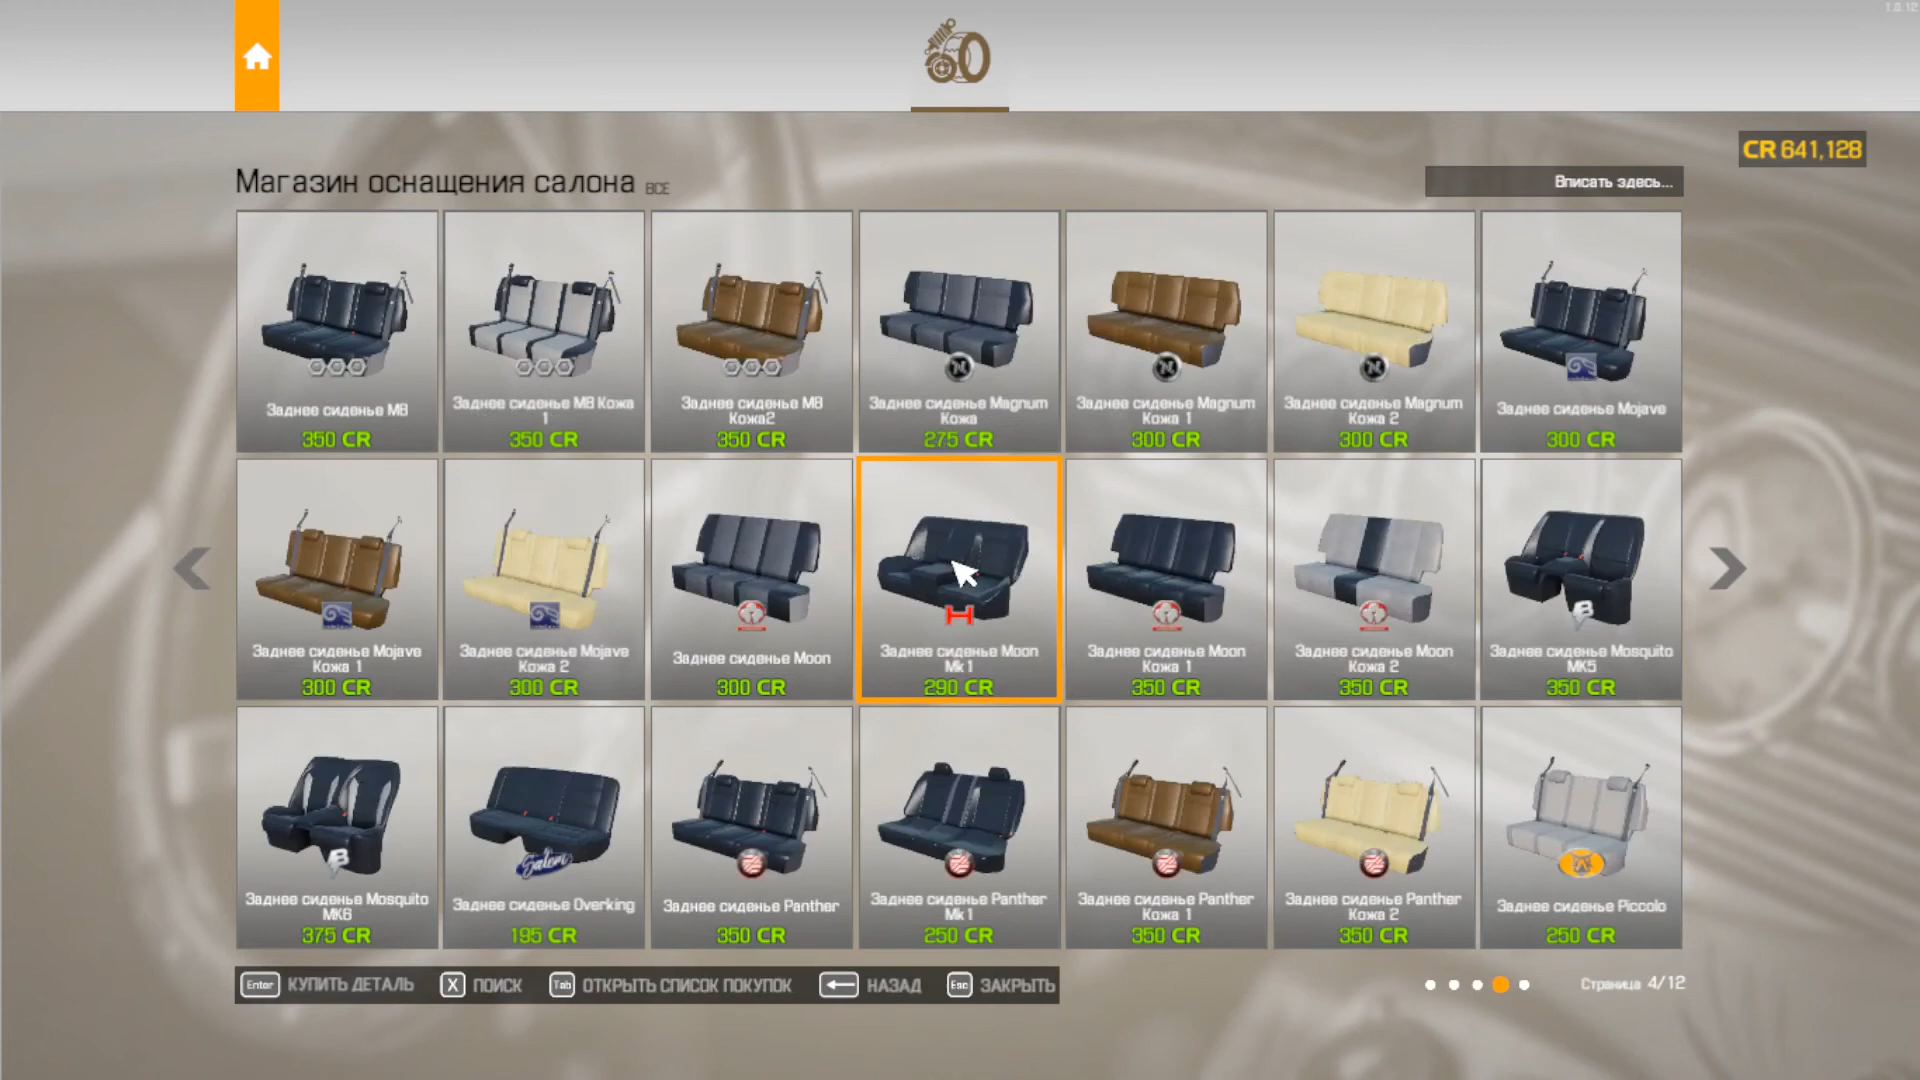 1.8.12
CR 641,128
Магазин оснащения салона ВСЕ
Вписать здесь...
Заднее сиденье M8
350 CR
Заднее сиденье M8 Кожа
1
350 CR
Заднее сиденье M8
Кожа2
350 CR
Заднее сиденье Magnum
Кожа
275 CR
Заднее сиденье Magnum
Кожа 1
300 CR
Заднее сиденье Magnum
Кожа 2
300 CR
Заднее сиденье Mojave
300 CR
Заднее сиденье Mojave
Кожа 1
300 CR
Заднее сиденье Mojave
Кожа 2
300 CR
Заднее сиденье Moon
300 CR
Заднее сиденье Moon
Mk1
290 CR
Заднее сиденье Moon
Кожа 1
350 CR
Заднее сиденье Moon
Кожа 2
350 CR
Заднее сиденье Mosquito
MK5
350 CR
Заднее сиденье Mosquito
MK6
375 CR
Salem
Заднее сиденье Overking
195 CR
Заднее сиденье Panther
350 CR
Заднее сиденье Panther
Mk1
250 CR
Заднее сиденье Panther
Кожа 1
350 CR
Заднее сиденье Panther
Кожа 2
350 CR
Заднее сиденье Piccolo
250 CR
Enter КУПИТЬ ДЕТАЛЬ X ПОИСК Tab ОТКРЫТЬ СПИСОК ПОКУПОК НАЗАД Esc ЗАКРЫТЬ
Страница 4/12